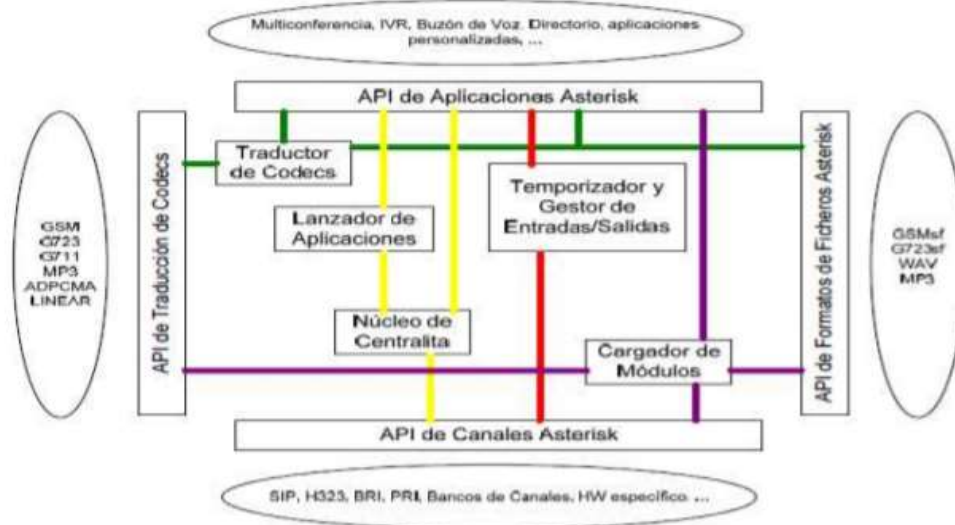 Multiconferencia, IVR, Buzón de Voz. Directorio, aplicaciones
personalizadas, ...
API de Aplicaciones Asterisk
Traductor
de Codecs
Temporizador y
Gestor de
Entradas/Salidas
Lanzador de
Aplicaciones
GSM
G723
G711
MP3
ADPCMA
LINEAR
API de Traducción de Codecs
API de Formatos de Ficheros Asterisk
GSMsf
G723sf
WAV
MP3
Núcleo de
Centralita
Cargador de
Módulos
API de Canales Asterisk
SIP, H323, BRI, PRI, Bancos de Canales, HW específico. ...